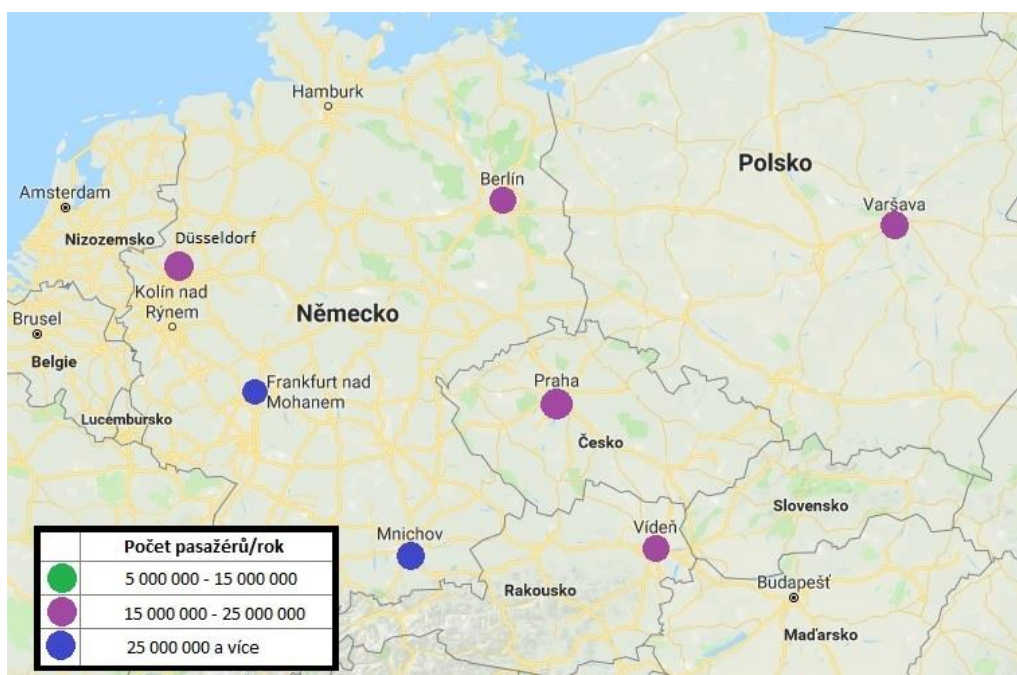 Hamburk
Berlín
Polsko
Amsterdam
Varšava
Nizozemsko
Düsseldorf
Kolín nad
Rýnem
Německo
Brusel
Belgie
Frankfurt nad
Mohanem
Praha
Lucembursko
Česko
Slovensko
Mnichov
Vídeň
Rakousko
Budapešť
Maďarsko
Počet pasažérů/rok
5 000 000 - 15 000 000
15 000 000 - 25 000 000
25 000 000 a více